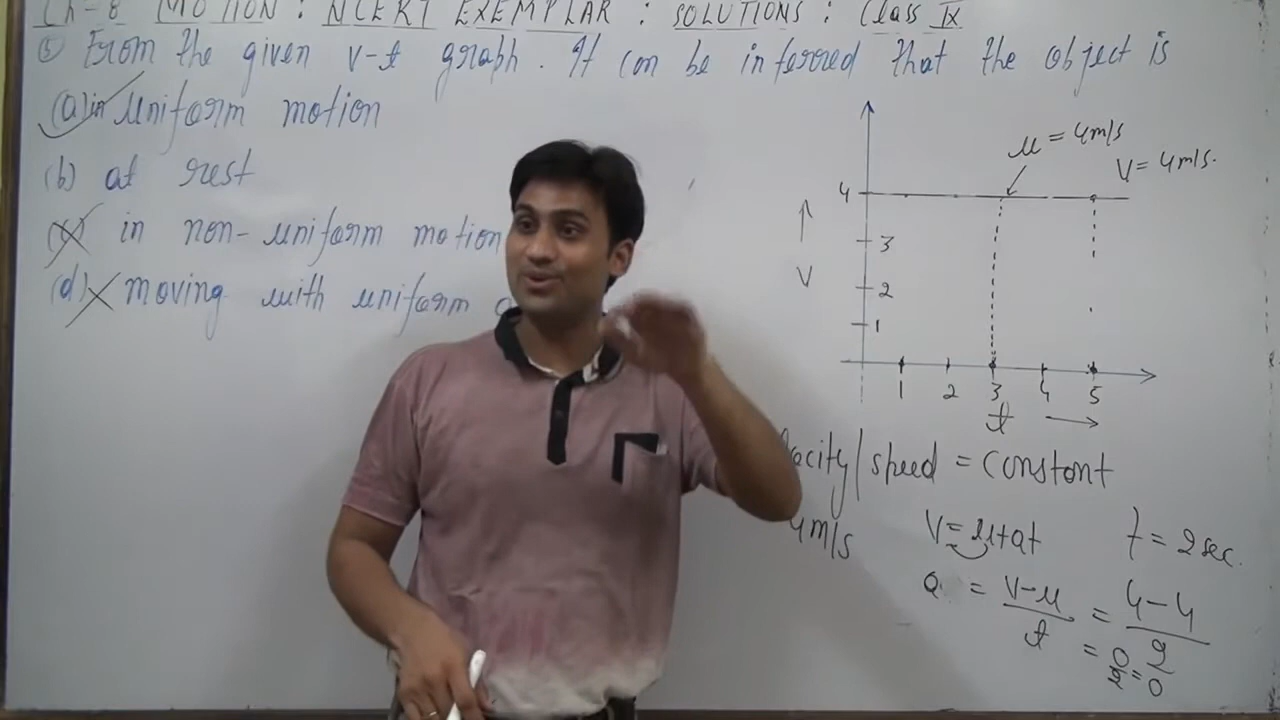 Ch-8 MOTION : NCERT EXEMPLAR : SOLUTIONS : Class IX
⑤ From the given v-t graph. It can be inferred that the object is
(a) in uniform motion
(b) at rest
(c) in non-uniform motion
(d) moving with uniform
u = 4m/s
V = 4m/s.
4
3
V
2
1
1 2 3 4 5
t
ocity/speed = constant
4m/s
V = u+at
t = 2sec.
a = V-u/t = 4-4/2
= 0/2 = 0